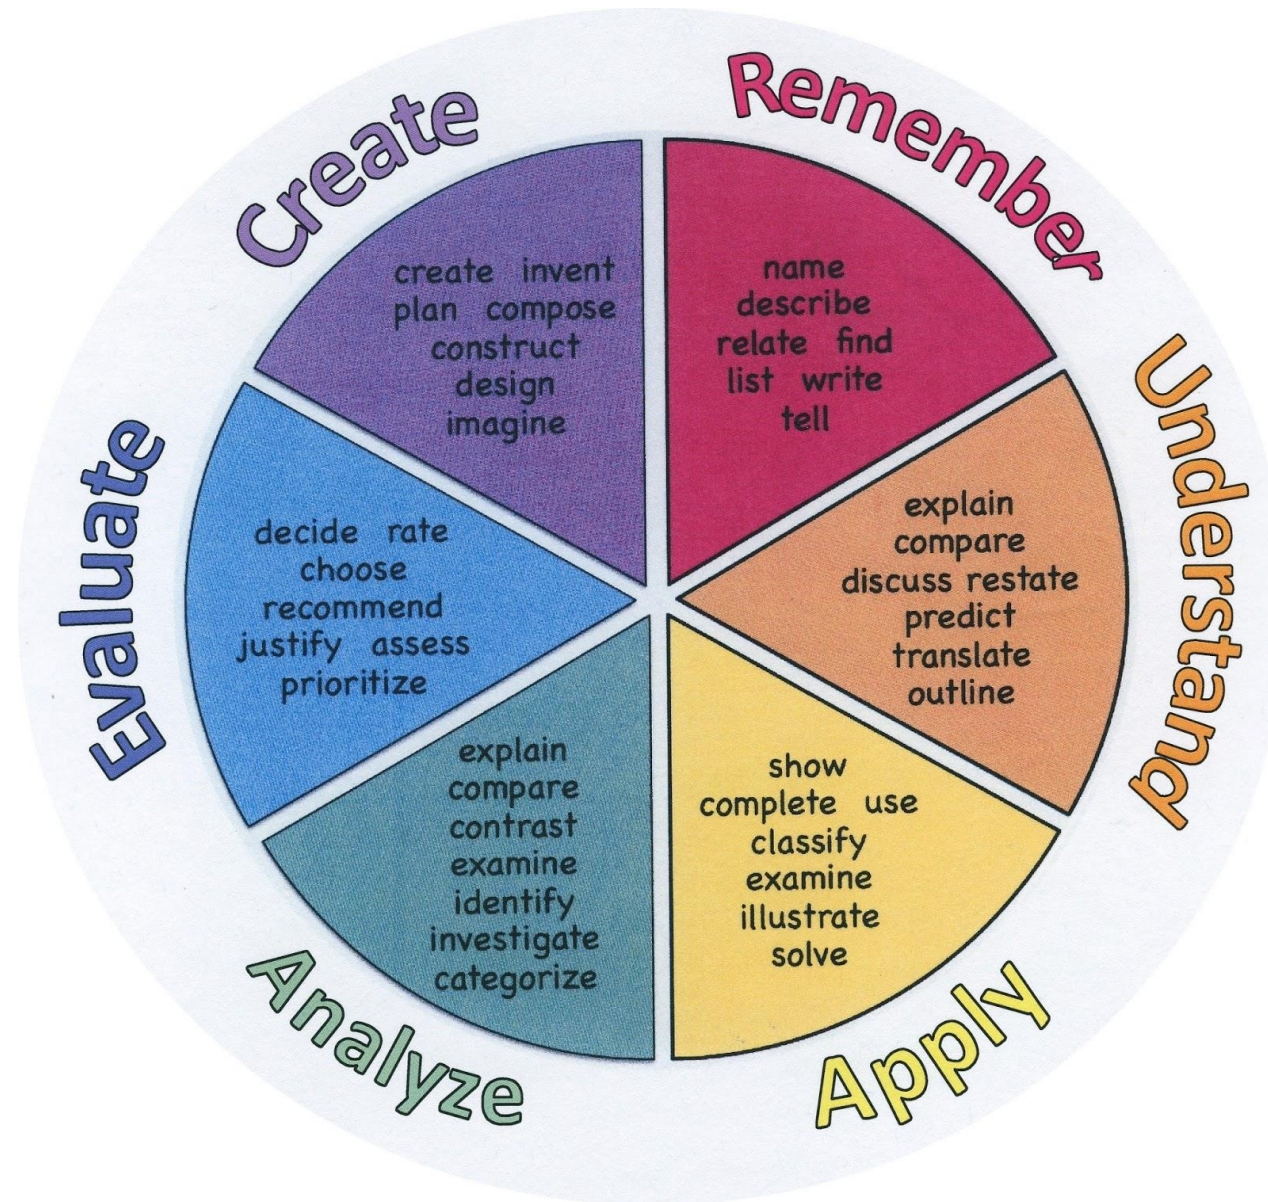 Remember
name
describe
relate find
list write
tell
Understand
explain
compare
discuss restate
predict
translate
outline
Apply
show
complete use
classify
examine
illustrate
solve
Analyze
explain
compare
contrast
examine
identify
investigate
categorize
Evaluate
decide rate
choose
recommend
justify assess
prioritize
Create
create invent
plan compose
construct
design
imagine